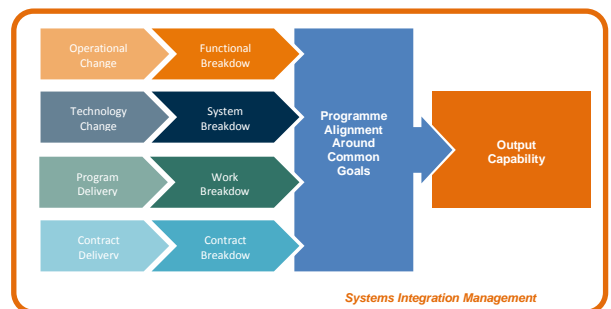 Operational
Change
Functional
Breakdow
Technology
Change
System
Breakdow
Program
Delivery
Work
Breakdow
Contract
Delivery
Contract
Breakdow
Programme
Alignment
Around
Common
Goals
Output
Capability
Systems Integration Management